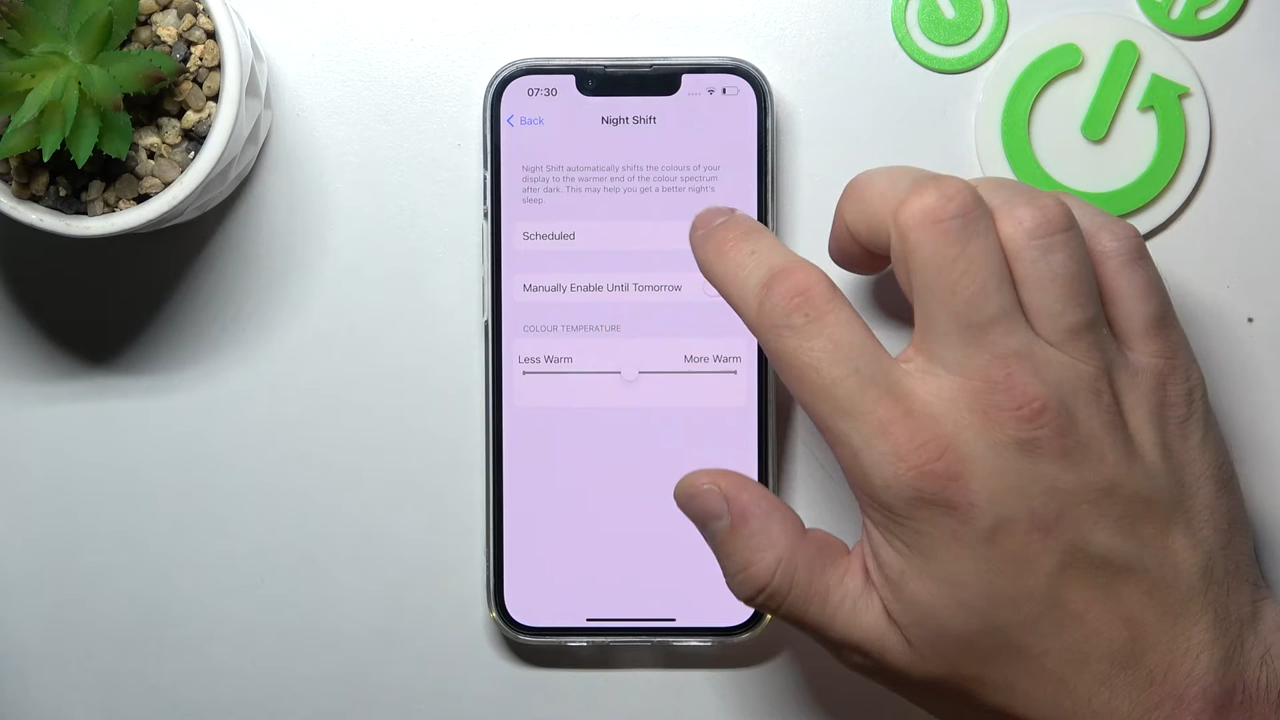 07:30
Back
Night Shift
Night Shift automatically shifts the colours of your
display to the warmer end of the colour spectrum
after dark. This may help you get a better night's
sleep.
Scheduled
Manually Enable Until Tomorrow
COLOUR TEMPERATURE
Less Warm
More Warm